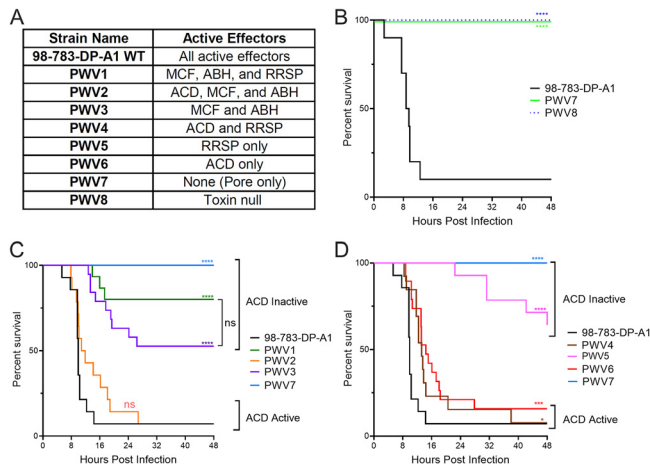 A
Strain Name Active Effectors
98-783-DP-A1 WT All active effectors
PWV1 MCF, ABH, and RRSP
PWV2 ACD, MCF, and ABH
PWV3 MCF and ABH
PWV4 ACD and RRSP
PWV5 RRSP only
PWV6 ACD only
PWV7 None (Pore only)
PWV8 Toxin null
B
Percent survival
100
50
0
****
****
98-783-DP-A1
PWV7
PWV8
0 8 16 24 32 40 48
Hours Post Infection
C
Percent survival
100
50
0
****
****
****
ns
ns
ACD Inactive
98-783-DP-A1
PWV1
PWV2
PWV3
PWV7
ACD Active
0 8 16 24 32 40 48
Hours Post Infection
D
Percent survival
100
50
0
****
****
***
*
ACD Inactive
98-783-DP-A1
PWV4
PWV5
PWV6
PWV7
ACD Active
0 8 16 24 32 40 48
Hours Post Infection